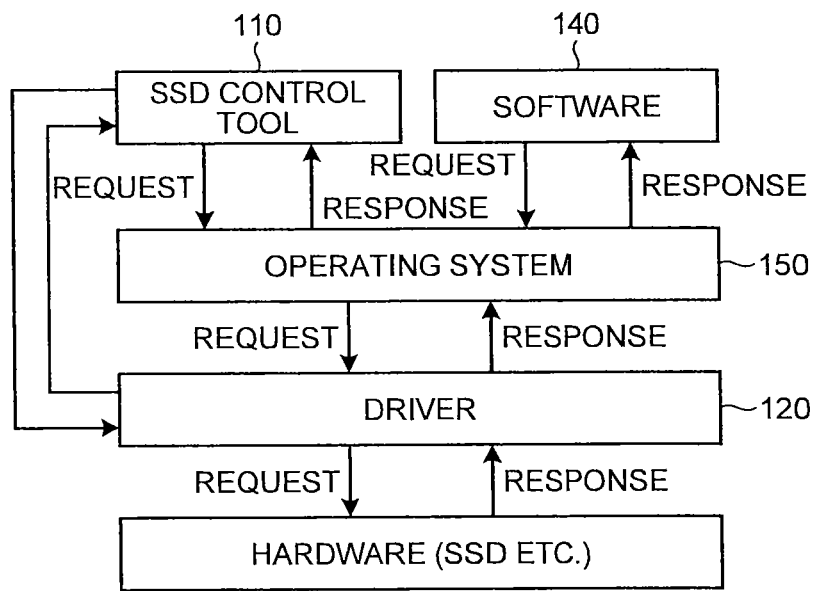 110
140
SSD CONTROL
TOOL
SOFTWARE
REQUEST
RESPONSE
REQUEST
RESPONSE
OPERATING SYSTEM
150
REQUEST
RESPONSE
DRIVER
120
REQUEST
RESPONSE
HARDWARE (SSD ETC.)